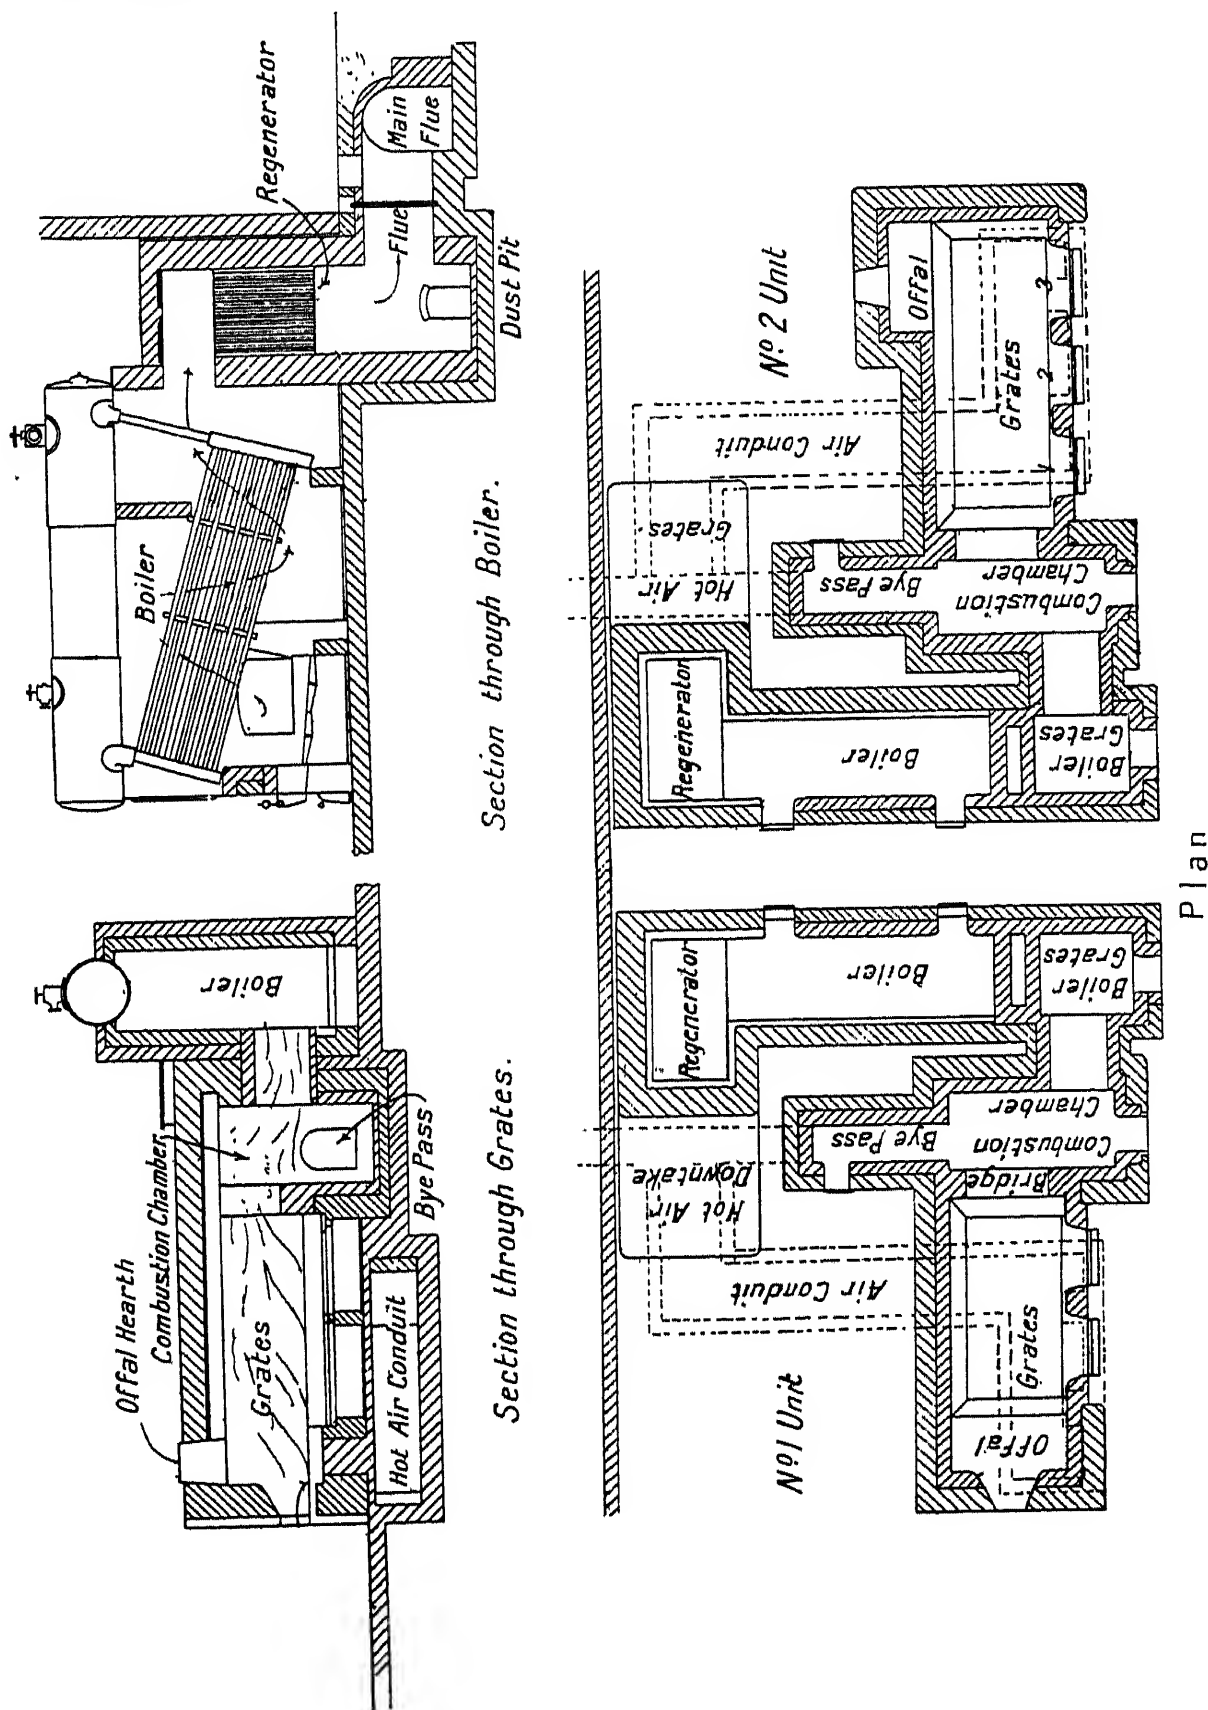 Offal Hearth
Combustion Chamber
Grates
Boiler
Hot Air Conduit
Bye Pass
Section through Grates.
Boiler
Regenerator
Flue
Main
Flue
Dust Pit
Section through Boiler.
Nº1 Unit
Offal
Grates
Bridge
Combustion
Chamber
Bye Pass
Air Conduit
Hot Air
Downtake
Regenerator
Boiler
Boiler
Grates
Nº 2 Unit
Regenerator
Boiler
Boiler
Grates
Hot Air
Grates.
Air Conduit
Bye Pass
Combustion
Chamber
Grates
Offal
1
2
3
Plan